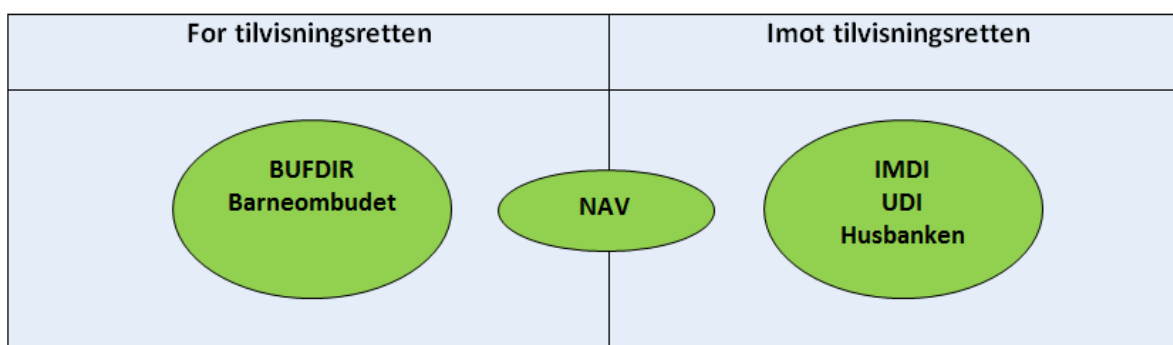 For tilvisningsretten
Imot tilvisningsretten
BUFDIR
Barneombudet
NAV
IMDI
UDI
Husbanken